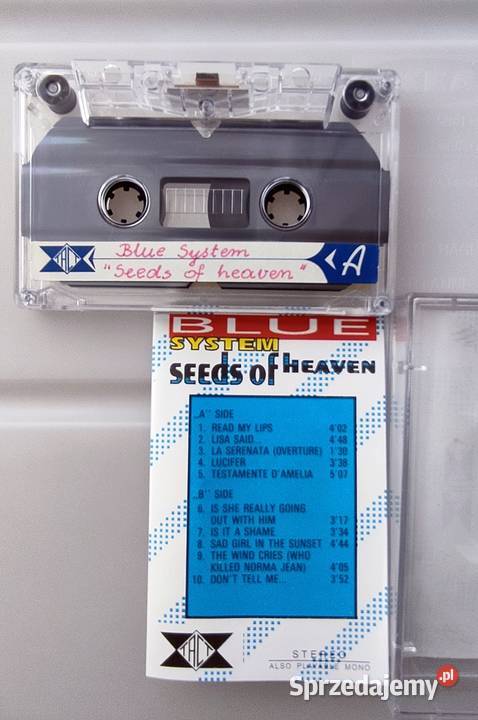 TACT
Blue System
"Seeds of heaven"
A
BLUE
SYSTEM
SEEDS OF HEAVEN
„A" SIDE
1. READ MY LIPS 4'02
2. LISA SAID... 4'48
3. LA SERENATA (OVERTURE) 1'30
4. LUCIFER 3'38
5. TESTAMENTE D'AMELIA 5'07
„B" SIDE
6. IS SHE REALLY GOING
OUT WITH HIM 3'17
7. IS IT A SHAME 3'34
8. SAD GIRL IN THE SUNSET 4'44
9. THE WIND CRIES (WHO
KILLED NORMA JEAN) 4'05
10. DON'T TELL ME... 3'52
TACT
STEREO
ALSO PLAYABLE MONO
Sprzedajemy.pl